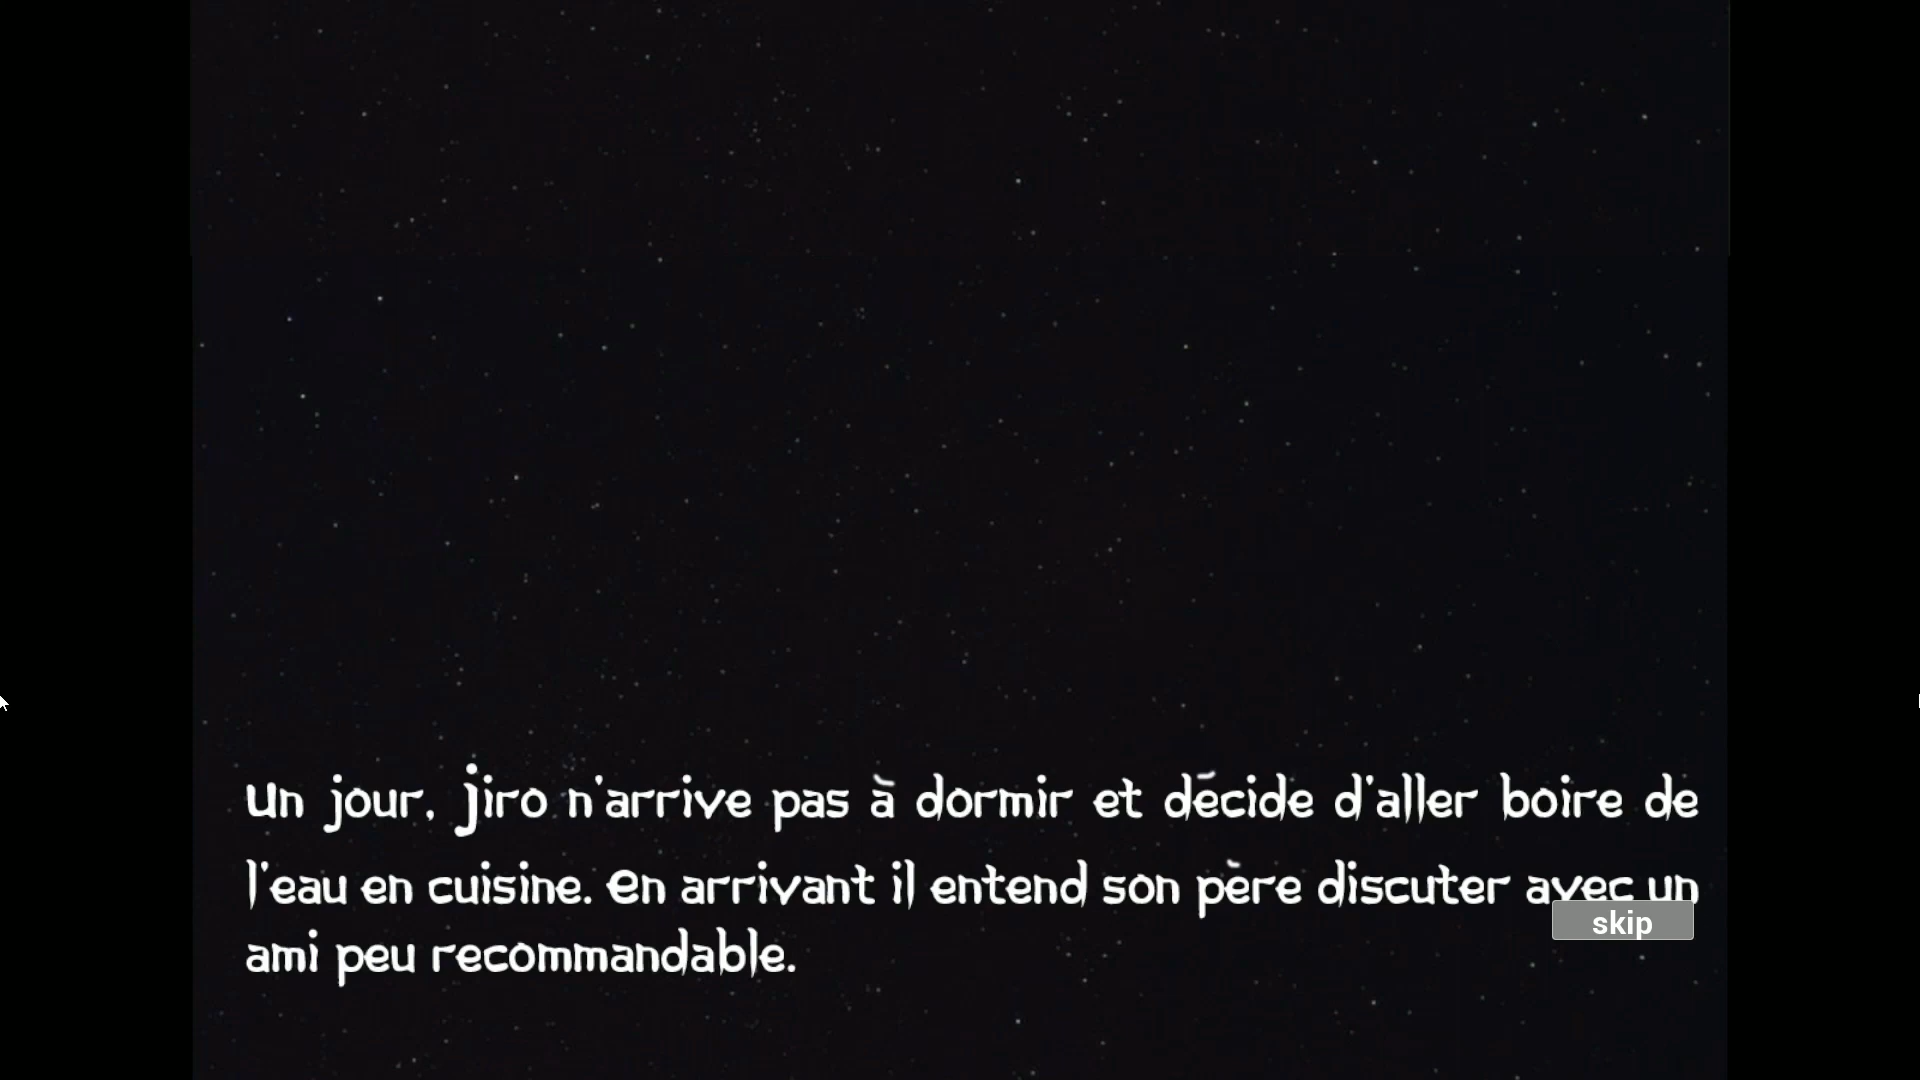 un jour, jiro n'arrive pas à dormir et décide d'aller boire de
l'eau en cuisine. en arrivant il entend son père discuter avec un
skip
ami peu recommandable.